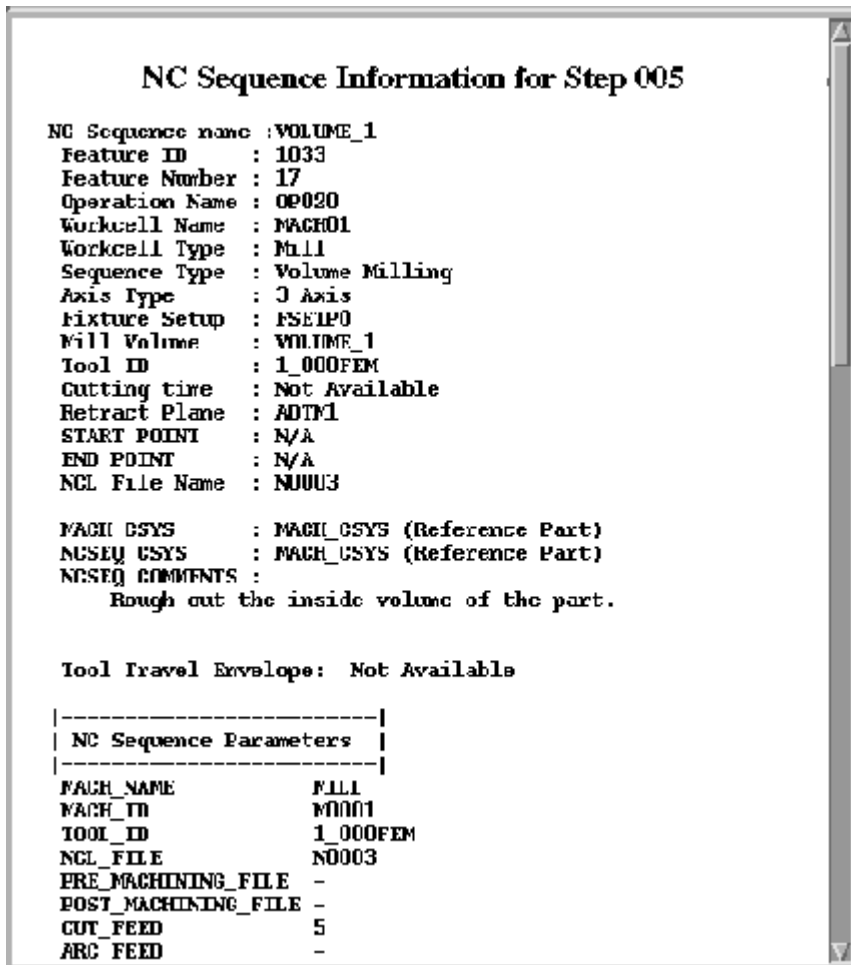 NC Sequence Information for Step 005
NC Sequence name :VOLUME_1
Feature ID : 1033
Feature Number : 17
Operation Name : OP020
Workcell Name : MACH01
Workcell Type : Mill
Sequence Type : Volume Milling
Axis Type : 3 Axis
Fixture Setup : FSETP0
Mill Volume : VOLUME_1
Tool ID : 1_000FEM
Cutting time : Not Available
Retract Plane : ADTM1
START POINT : N/A
END POINT : N/A
NCL File Name : N0003
MACH CSYS : MACH_CSYS (Reference Part)
NCSEQ CSYS : MACH_CSYS (Reference Part)
NCSEQ COMMENTS :
Rough out the inside volume of the part.
Tool Travel Envelope: Not Available
|-------------------------|
| NC Sequence Parameters |
|-------------------------|
MACH_NAME MILL
MACH_ID M0001
TOOL_ID 1_000FEM
NCL_FILE N0003
PRE_MACHINING_FILE -
POST_MACHINING_FILE -
CUT_FEED 5
ARC_FEED -